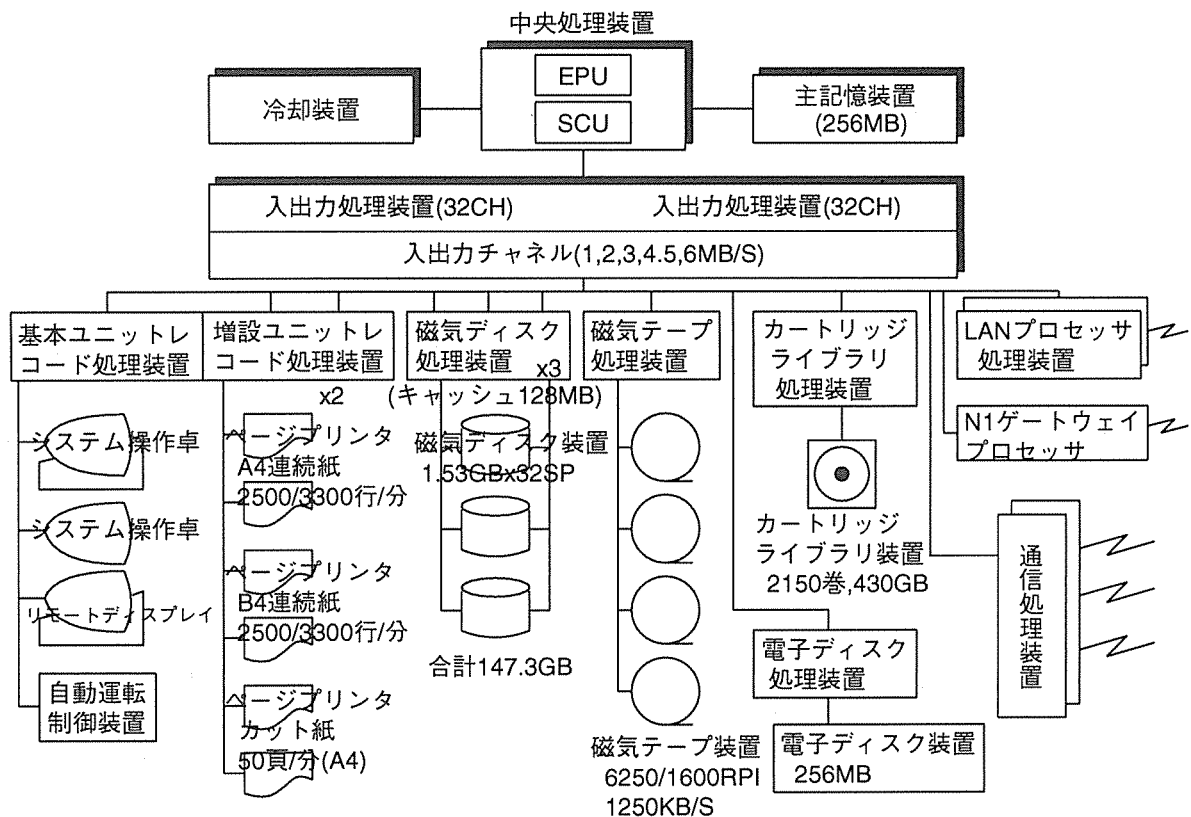 中央処理装置
EPU
SCU
冷却装置
主記憶装置
(256MB)
入出力処理装置(32CH)
入出力処理装置(32CH)
入出力チャネル(1,2,3,4.5,6MB/S)
基本ユニットレ
コード処理装置
増設ユニットレ
コード処理装置
x2
磁気ディスク
処理装置
x3
(キャッシュ128MB)
磁気テープ
処理装置
カートリッジ
ライブラリ
処理装置
LANプロセッサ
処理装置
N1ゲートウェイ
プロセッサ
システム操作卓
システム操作卓
リモートディスプレイ
自動運転
制御装置
ページプリンタ
A4連続紙
2500/3300行/分
ページプリンタ
B4連続紙
2500/3300行/分
ページプリンタ
カット紙
50頁/分(A4)
磁気ディスク装置
1.53GBx32SP
合計147.3GB
磁気テープ装置
6250/1600RPI
1250KB/S
カートリッジ
ライブラリ装置
2150巻,430GB
電子ディスク
処理装置
電子ディスク装置
256MB
通信処理装置